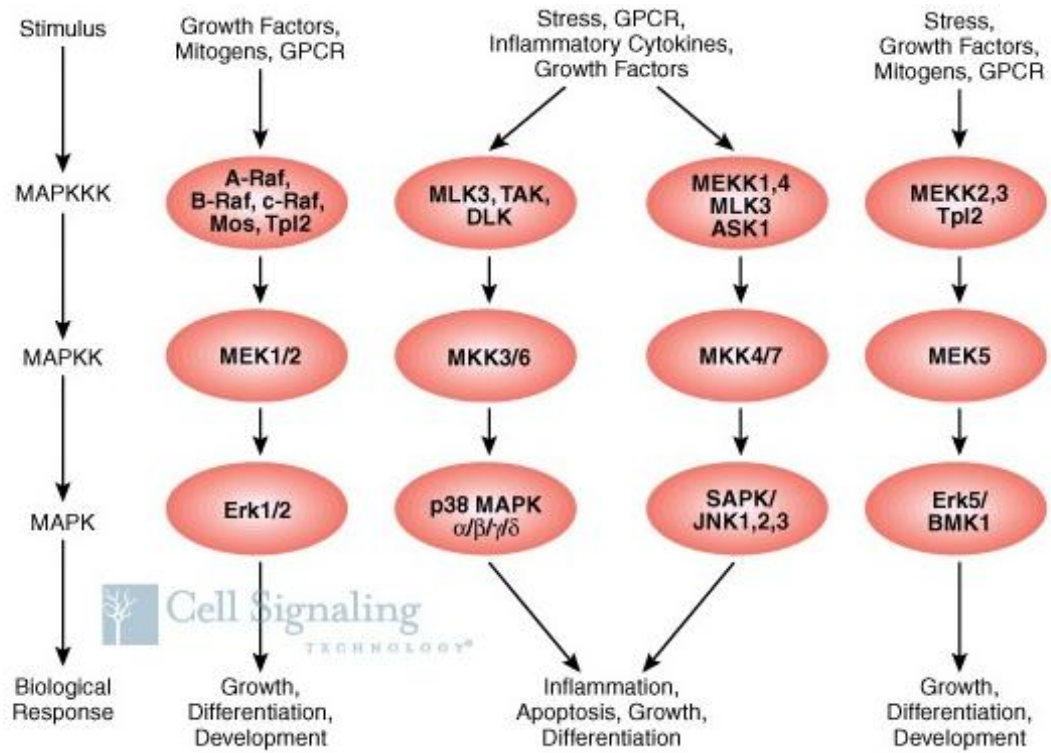 Stimulus
Growth Factors,
Mitogens, GPCR
Stress, GPCR,
Inflammatory Cytokines,
Growth Factors
Stress,
Growth Factors,
Mitogens, GPCR
MAPKKK
A-Raf,
B-Raf, c-Raf,
Mos, Tpl2
MLK3, TAK,
DLK
MEKK1,4
MLK3
ASK1
MEKK2,3
Tpl2
MAPKK
MEK1/2
MKK3/6
MKK4/7
MEK5
MAPK
Erk1/2
p38 MAPK
α/β/γ/δ
SAPK/
JNK1,2,3
Erk5/
BMK1
Cell Signaling
TECHNOLOGY®
Biological
Response
Growth,
Differentiation,
Development
Inflammation,
Apoptosis, Growth,
Differentiation
Growth,
Differentiation,
Development